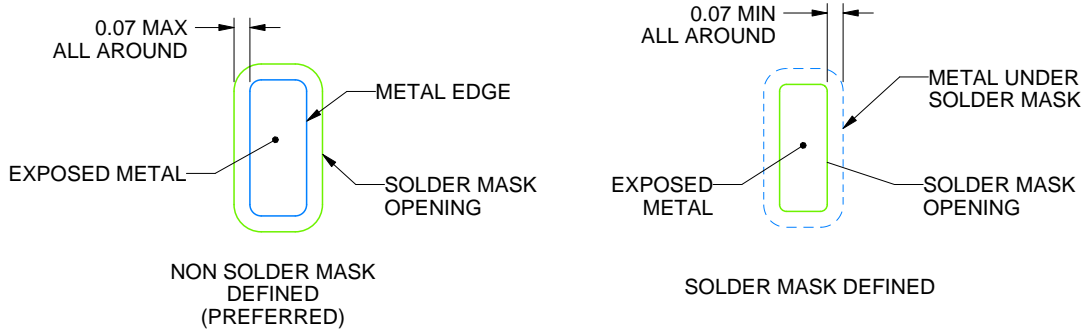 0.07 MAX
ALL AROUND
METAL EDGE
EXPOSED METAL
SOLDER MASK
OPENING
NON SOLDER MASK
DEFINED
(PREFERRED)
0.07 MIN
ALL AROUND
METAL UNDER
SOLDER MASK
EXPOSED
METAL
SOLDER MASK
OPENING
SOLDER MASK DEFINED